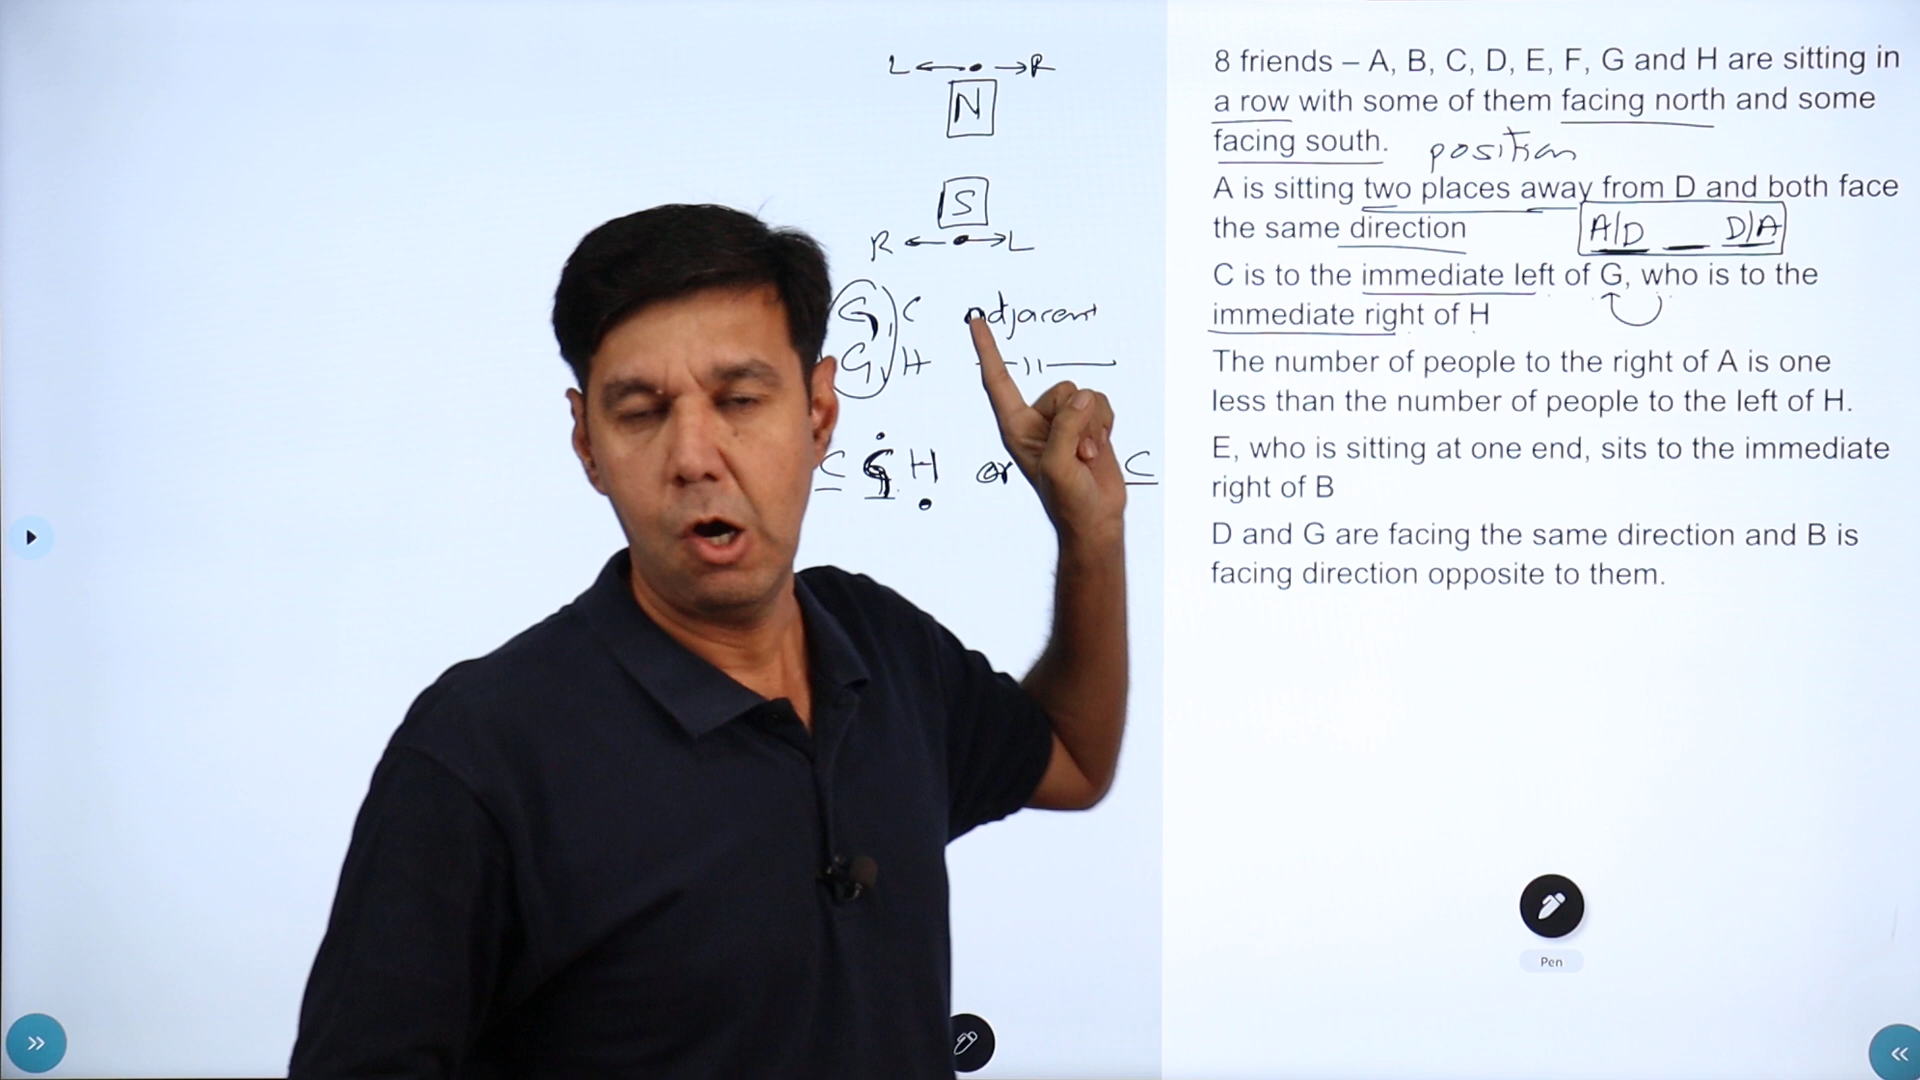 L ← • → R
N
S
R ← • → L
G, C adjacent
G, H —〃—
C G H or C
8 friends – A, B, C, D, E, F, G and H are sitting in
a row with some of them facing north and some
facing south. position
A is sitting two places away from D and both face
the same direction A/D __ D/A
C is to the immediate left of G, who is to the
immediate right of H
The number of people to the right of A is one
less than the number of people to the left of H.
E, who is sitting at one end, sits to the immediate
right of B
D and G are facing the same direction and B is
facing direction opposite to them.
Pen